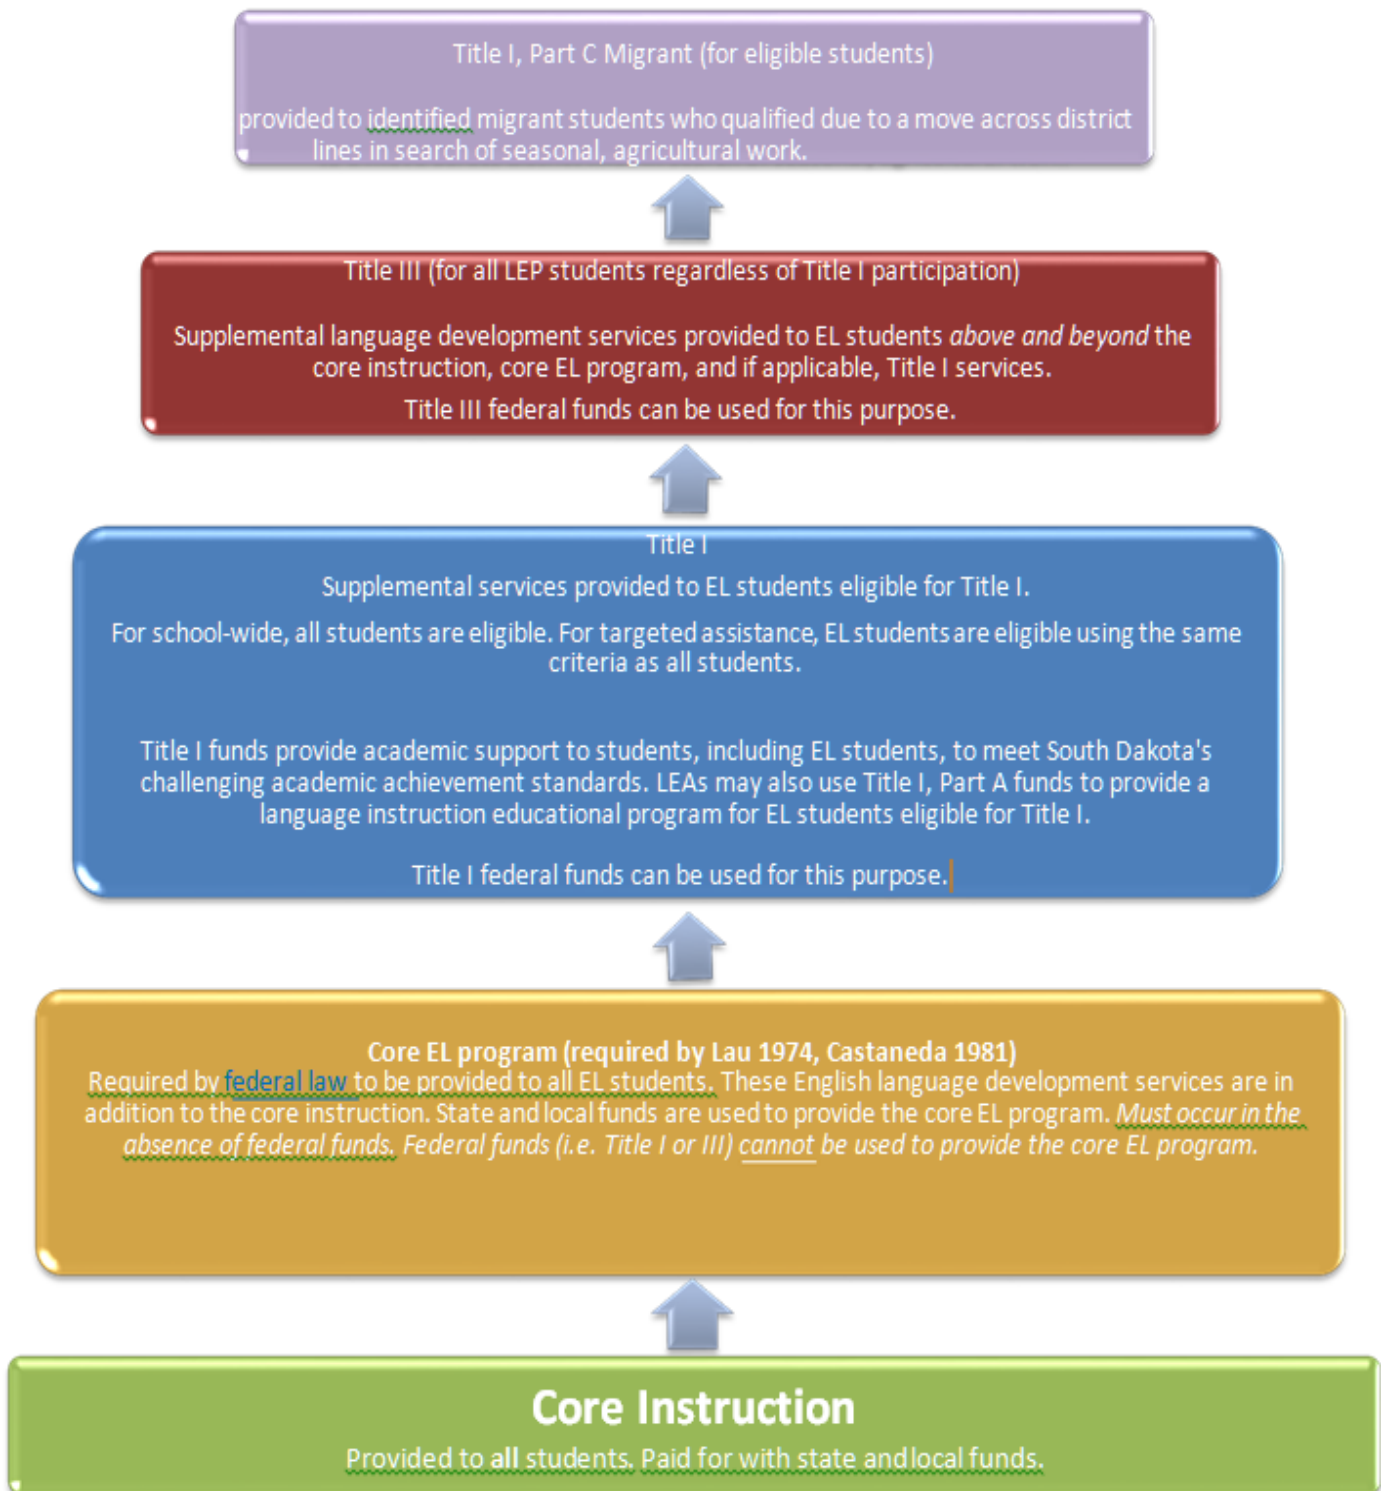 Title I, Part C Migrant (for eligible students)
provided to identified migrant students who qualified due to a move across district
lines in search of seasonal, agricultural work.
Title III (for all LEP students regardless of Title I participation)
Supplemental language development services provided to EL students above and beyond the
core instruction, core EL program, and if applicable, Title I services.
Title III federal funds can be used for this purpose.
Title I
Supplemental services provided to EL students eligible for Title I.
For school-wide, all students are eligible. For targeted assistance, EL students are eligible using the same
criteria as all students.
Title I funds provide academic support to students, including EL students, to meet South Dakota's
challenging academic achievement standards. LEAs may also use Title I, Part A funds to provide a
language instruction educational program for EL students eligible for Title I.
Title I federal funds can be used for this purpose.
Core EL program (required by Lau 1974, Castaneda 1981)
Required by federal law to be provided to all EL students. These English language development services are in
addition to the core instruction. State and local funds are used to provide the core EL program. Must occur in the
absence of federal funds. Federal funds (i.e. Title I or III) cannot be used to provide the core EL program.
Core Instruction
Provided to all students. Paid for with state and local funds.